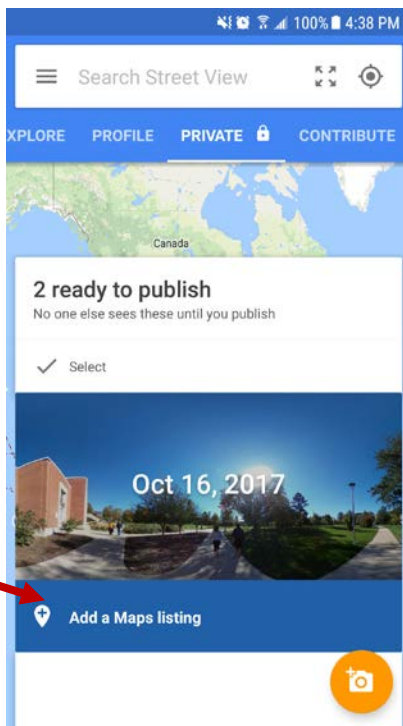 100% 4:38 PM
Search Street View
XPLORE PROFILE PRIVATE CONTRIBUTE
Canada
2 ready to publish
No one else sees these until you publish
Select
Oct 16, 2017
Add a Maps listing